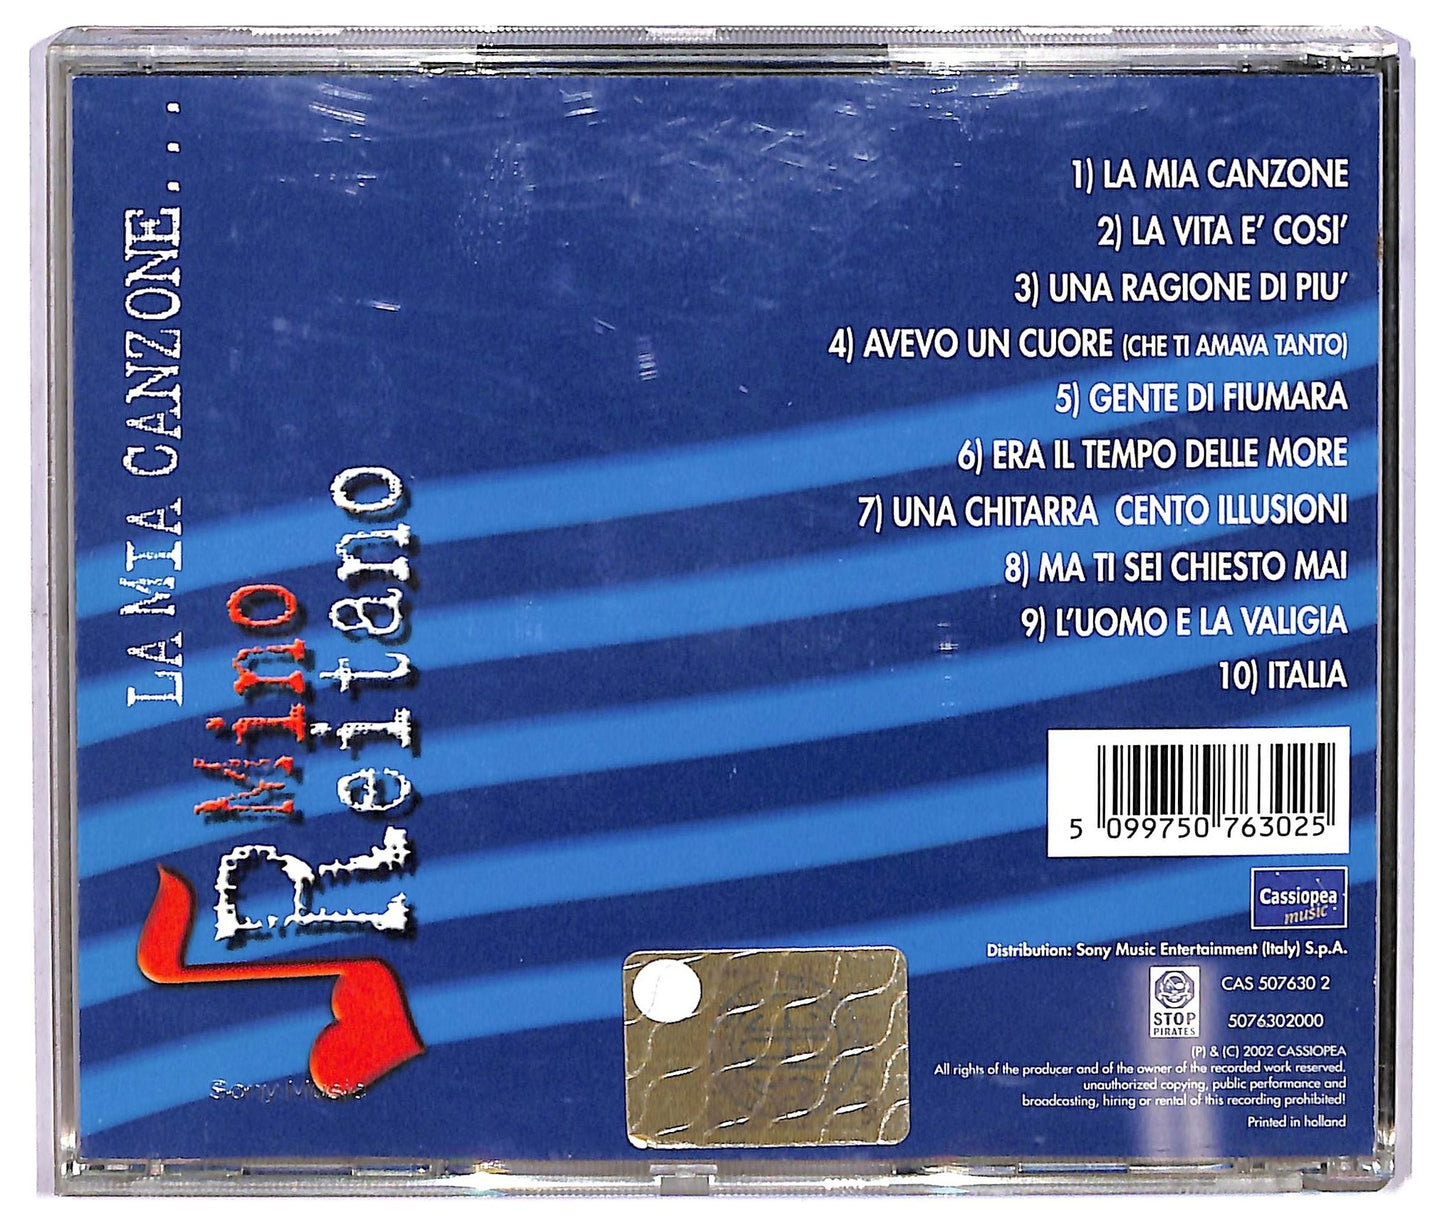 LA MIA CANZONE...
Mino
Reitano
1) LA MIA CANZONE
2) LA VITA E' COSI'
3) UNA RAGIONE DI PIU'
4) AVEVO UN CUORE (CHE TI AMAVA TANTO)
5) GENTE DI FIUMARA
6) ERA IL TEMPO DELLE MORE
7) UNA CHITARRA CENTO ILLUSIONI
8) MA TI SEI CHIESTO MAI
9) L'UOMO E LA VALIGIA
10) ITALIA
5 099750 763025
Cassiopea
music
Distribution: Sony Music Entertainment (Italy) S.p.A.
CAS 507630 2
STOP
PIRATES
5076302000
(P) & (C) 2002 CASSIOPEA
All rights of the producer and of the owner of the recorded work reserved.
unauthorized copying, public performance and
broadcasting, hiring or rental of this recording prohibited!
Printed in holland
Sony Music